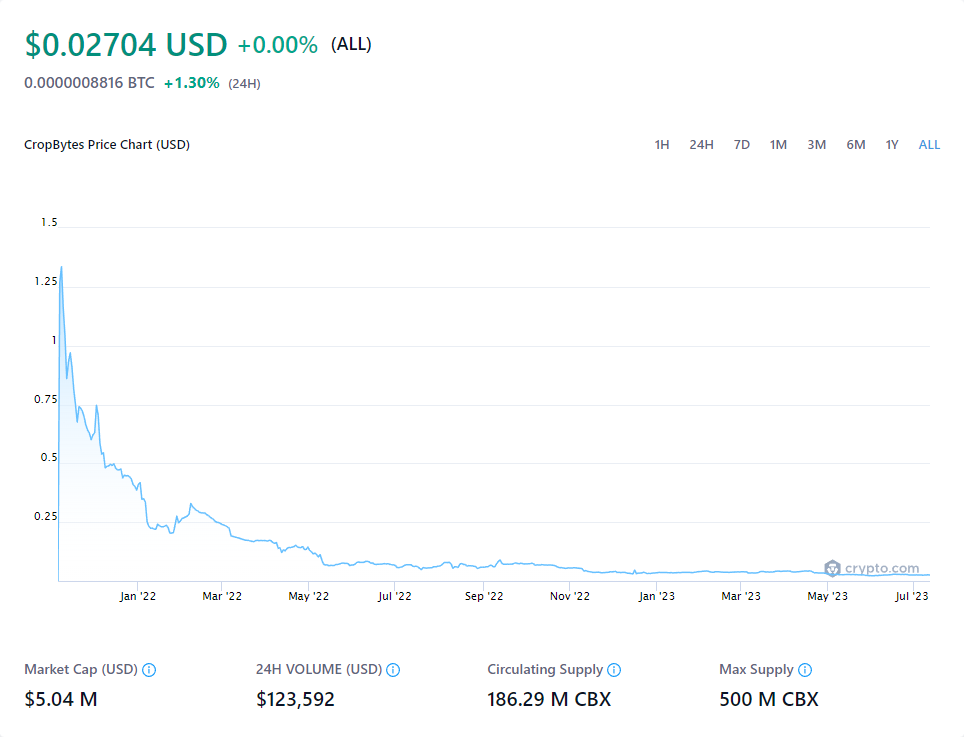 $0.02704 USD +0.00% (ALL)
0.0000008816 BTC +1.30% (24H)
CropBytes Price Chart (USD) 1H 24H 7D 1M 3M 6M 1Y ALL
1.5
1.25
1
0.75
0.5
0.25
crypto.com
Jan '22 Mar '22 May '22 Jul '22 Sep '22 Nov '22 Jan '23 Mar '23 May '23 Jul '23
Market Cap (USD) 24H VOLUME (USD) Circulating Supply Max Supply
$5.04 M $123,592 186.29 M CBX 500 M CBX